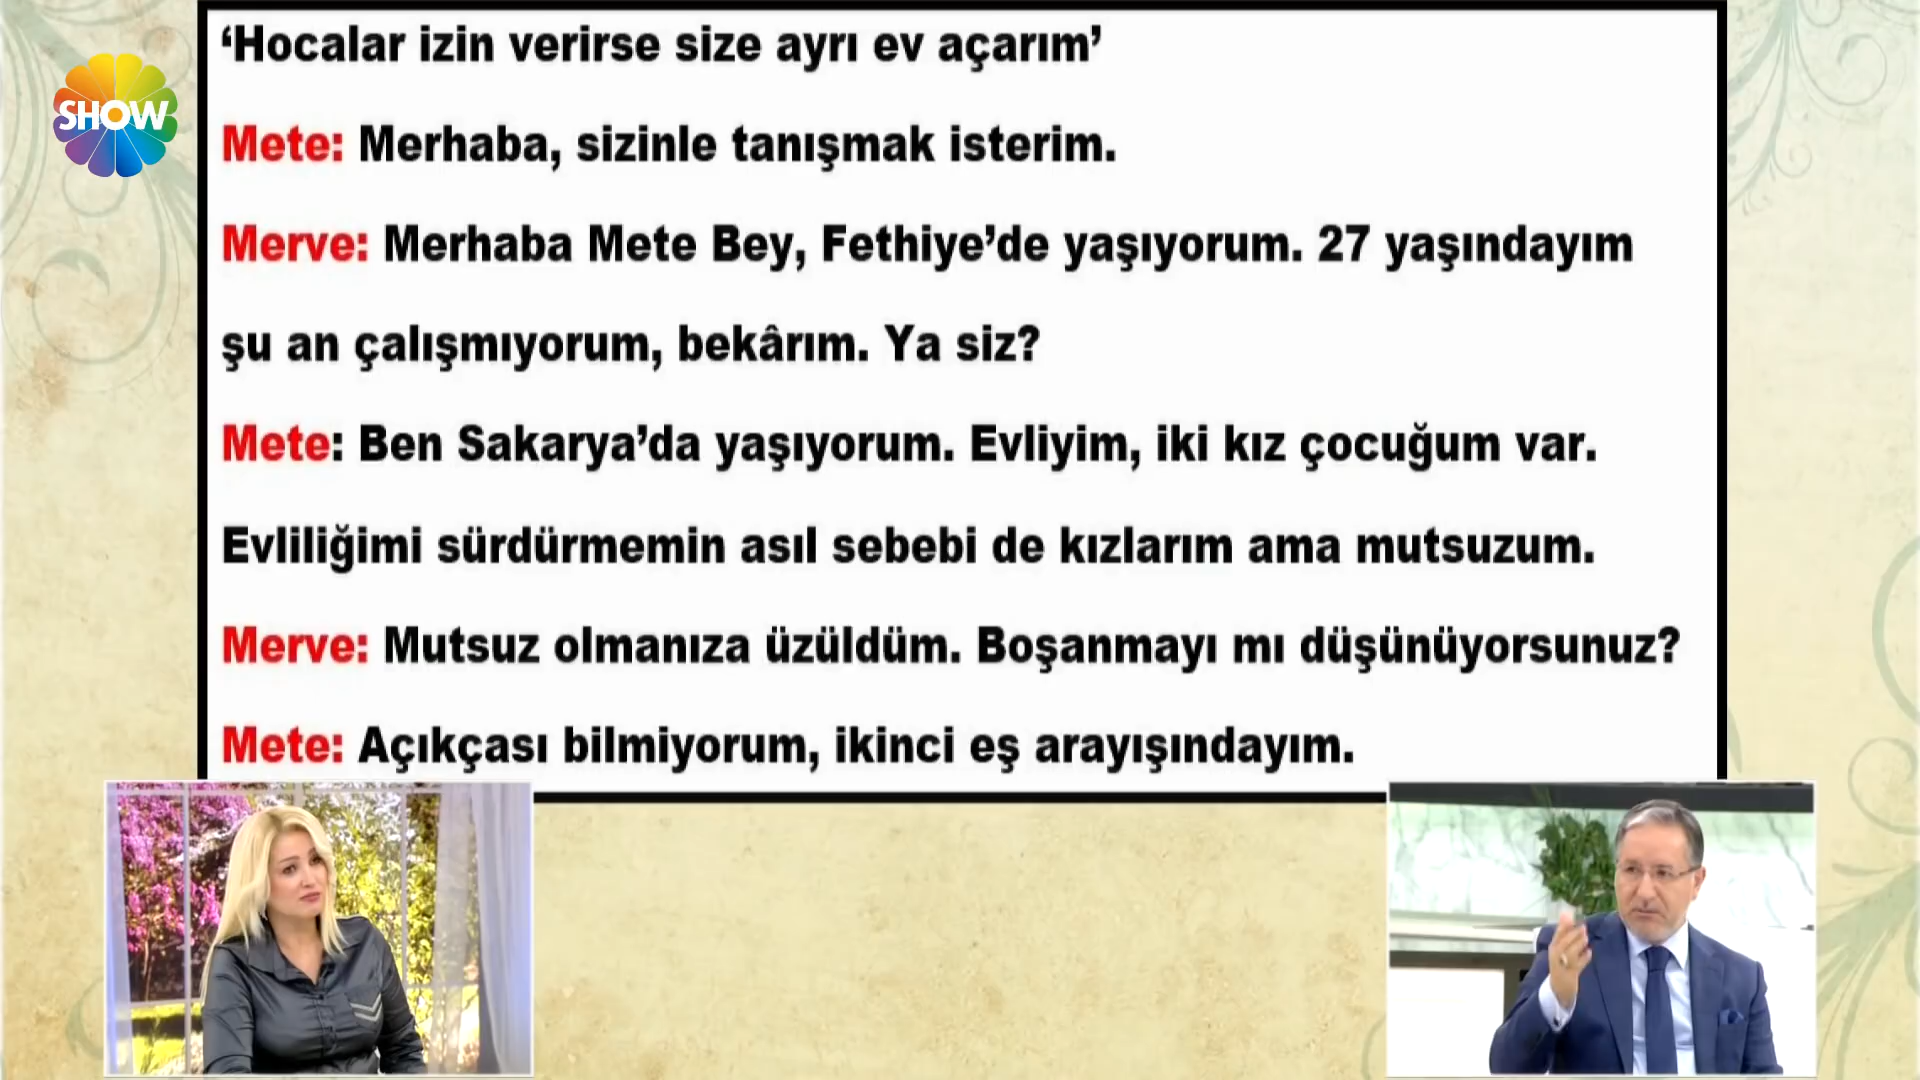 SHOW
‘Hocalar izin verirse size ayrı ev açarım’
Mete: Merhaba, sizinle tanışmak isterim.
Merve: Merhaba Mete Bey, Fethiye’de yaşıyorum. 27 yaşındayım
şu an çalışmıyorum, bekârım. Ya siz?
Mete: Ben Sakarya’da yaşıyorum. Evliyim, iki kız çocuğum var.
Evliliğimi sürdürmemin asıl sebebi de kızlarım ama mutsuzum.
Merve: Mutsuz olmanıza üzüldüm. Boşanmayı mı düşünüyorsunuz?
Mete: Açıkçası bilmiyorum, ikinci eş arayışındayım.